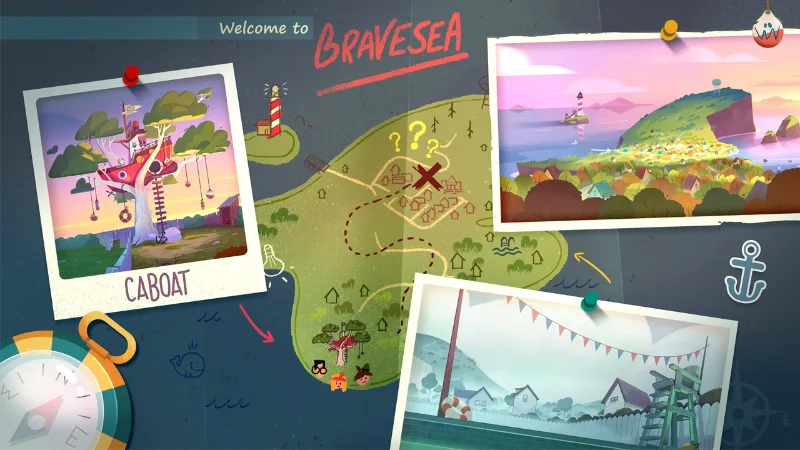 Welcome to
BRAVESEA
? ? ?
CABOAT
W I N
E
E